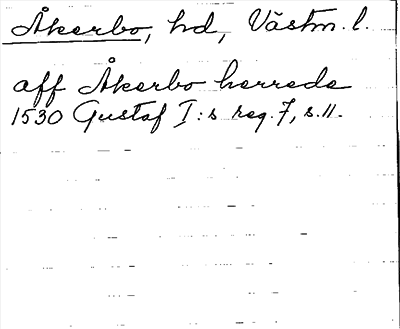 Åkerbo, hd, Västm. l.
aff Åkerbo herrede
1530 Gustaf I:s reg. 7, s. 11.